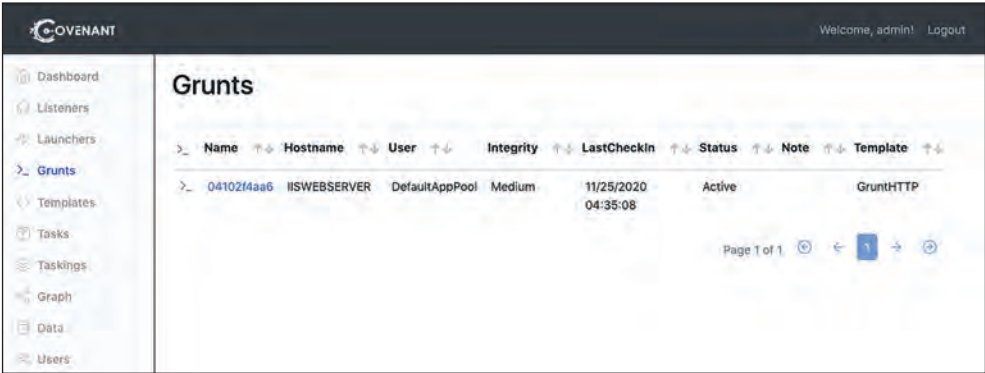 COVENANT
Welcome, admin! Logout
Dashboard
Listeners
Launchers
Grunts
Templates
Tasks
Taskings
Graph
Data
Users
Grunts
Name Hostname User Integrity LastCheckIn Status Note Template
04102f4aa6 IISWEBSERVER DefaultAppPool Medium 11/25/2020 Active GruntHTTP
04:35:08
Page 1 of 1 1